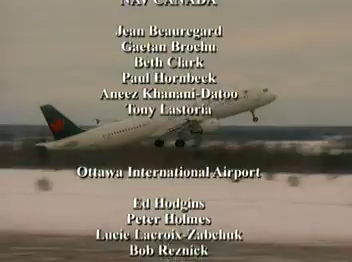 NAV CANADA
Jean Beauregard
Gaetan Brochu
Beth Clark
Paul Hornbeck
Aneez Khanani-Datoo
Tony Lastoria
Ottawa International Airport
Ed Hodgins
Peter Holmes
Lucie Lacroix-Zabchuk
Bob Reznick